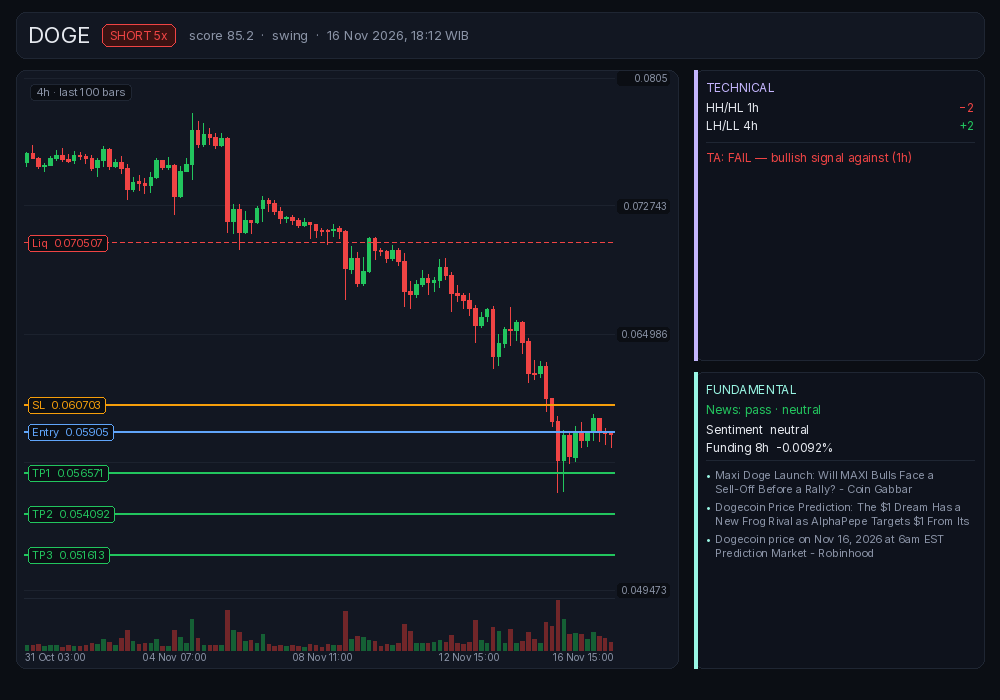 DOGE SHORT 5x score 85.2 · swing · 16 Nov 2026, 18:12 WIB
4h · last 100 bars
0.0805
0.072743
Liq 0.070507
0.064986
SL 0.060703
Entry 0.05905
TP1 0.056571
TP2 0.054092
TP3 0.051613
0.049473
31 Oct 03:00 04 Nov 07:00 08 Nov 11:00 12 Nov 15:00 16 Nov 15:00
TECHNICAL
HH/HL 1h −2
LH/LL 4h +2
TA: FAIL — bullish signal against (1h)
FUNDAMENTAL
News: pass · neutral
Sentiment neutral
Funding 8h -0.0092%
• Maxi Doge Launch: Will MAXI Bulls Face a
Sell-Off Before a Rally? - Coin Gabbar
• Dogecoin Price Prediction: The $1 Dream Has a
New Frog Rival as AlphaPepe Targets $1 From Its
• Dogecoin price on Nov 16, 2026 at 6am EST
Prediction Market - Robinhood